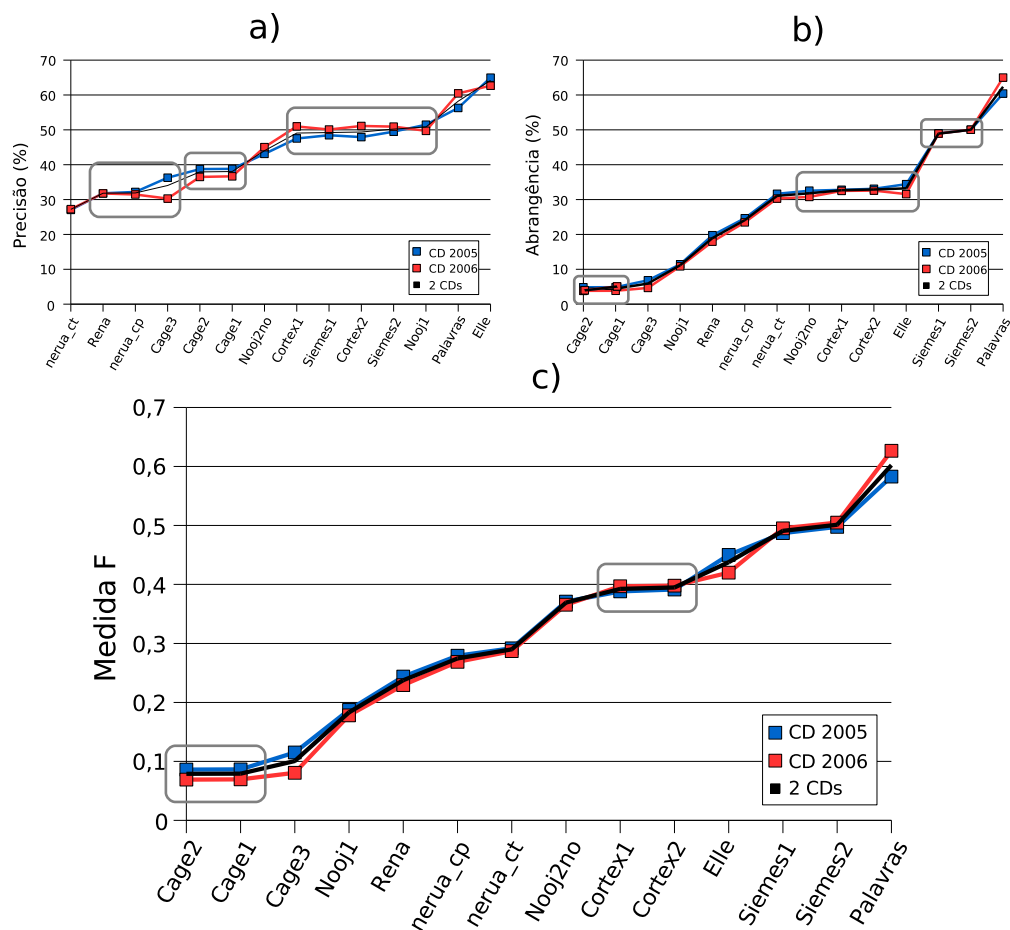 a)
Precisão (%)
70
60
50
40
30
20
10
0
CD 2005
CD 2006
2 CDs
nerua_ct
Rena
nerua_cp
Cage3
Cage2
Cage1
Nooj2no
Cortex1
Siemes1
Cortex2
Siemes2
Nooj1
Palavras
Elle
b)
Abrangência (%)
70
60
50
40
30
20
10
0
CD 2005
CD 2006
2 CDs
Cage2
Cage1
Cage3
Nooj1
Rena
nerua_cp
nerua_ct
Nooj2no
Cortex1
Cortex2
Elle
Siemes1
Siemes2
Palavras
c)
Medida F
0,7
0,6
0,5
0,4
0,3
0,2
0,1
0
CD 2005
CD 2006
2 CDs
Cage2
Cage1
Cage3
Nooj1
Rena
nerua_cp
nerua_ct
Nooj2no
Cortex1
Cortex2
Elle
Siemes1
Siemes2
Palavras